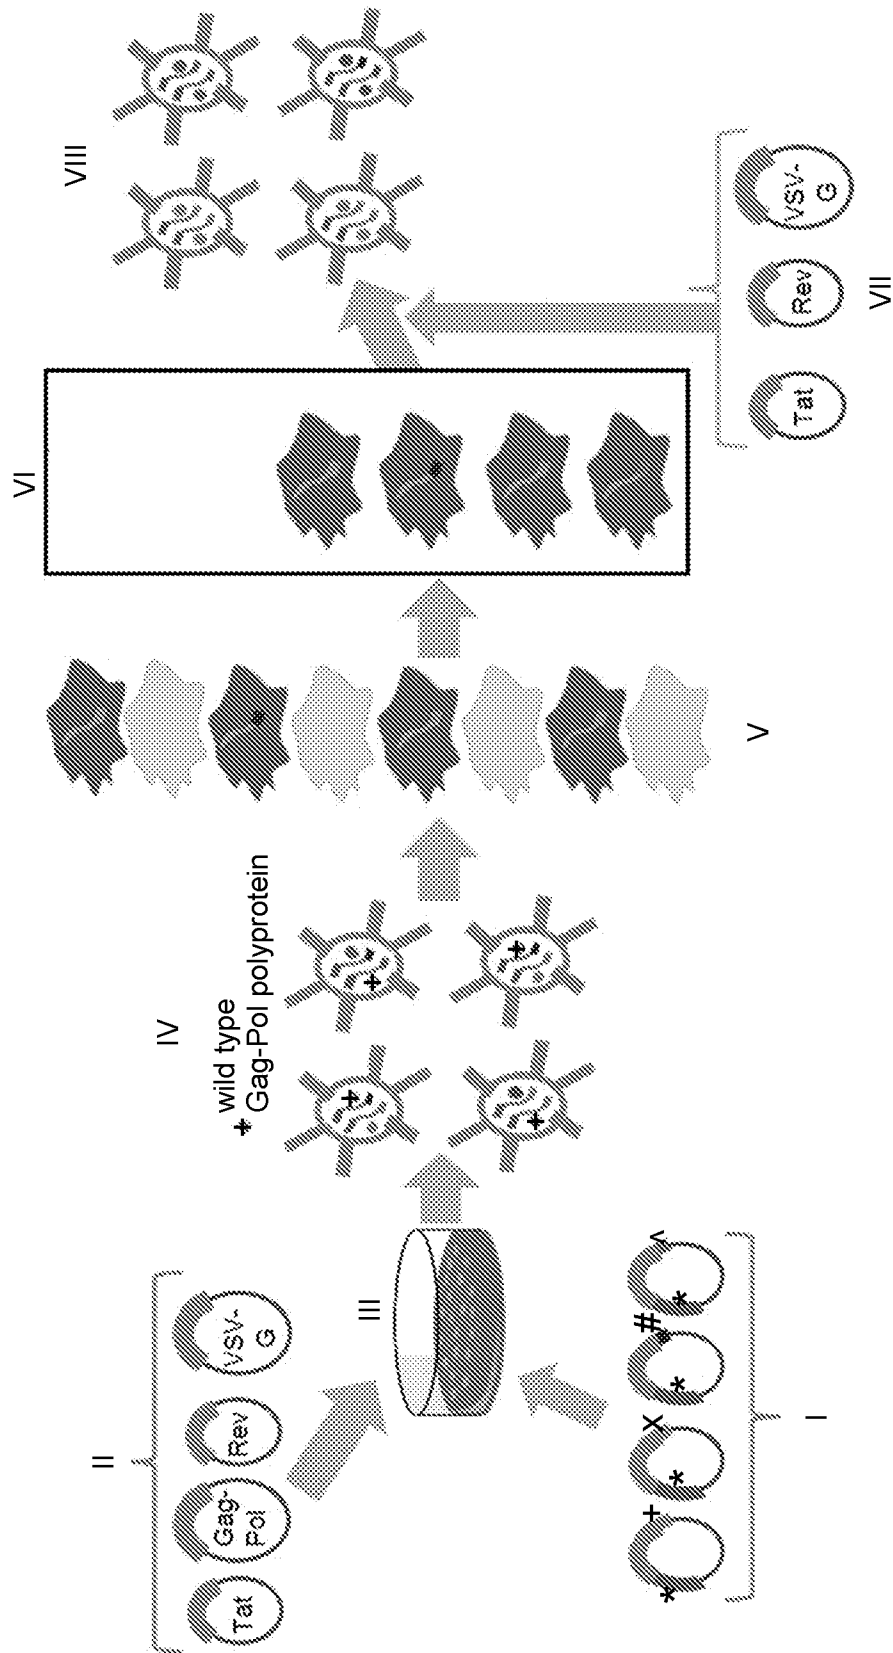 II
Tat
Gag-
Pol
Rev
VSV-
G
I
*
+
*
X
*
#
*
^
III
IV
+ wild type
Gag-Pol polyprotein
V
VI
VII
Tat
Rev
VSV-
G
VIII